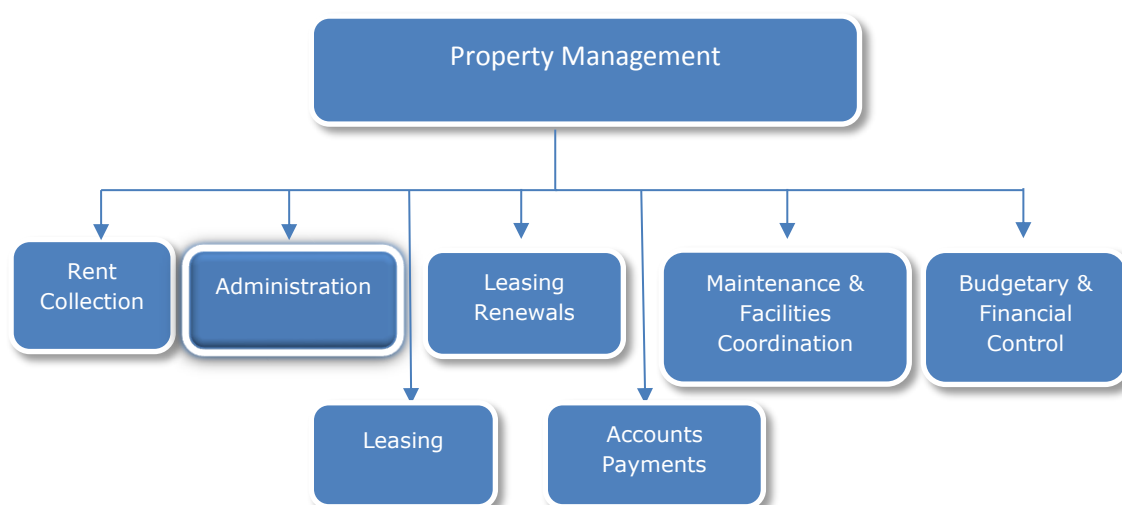 Property Management
Rent
Collection
Administration
Leasing
Renewals
Maintenance &
Facilities
Coordination
Budgetary &
Financial
Control
Leasing
Accounts
Payments